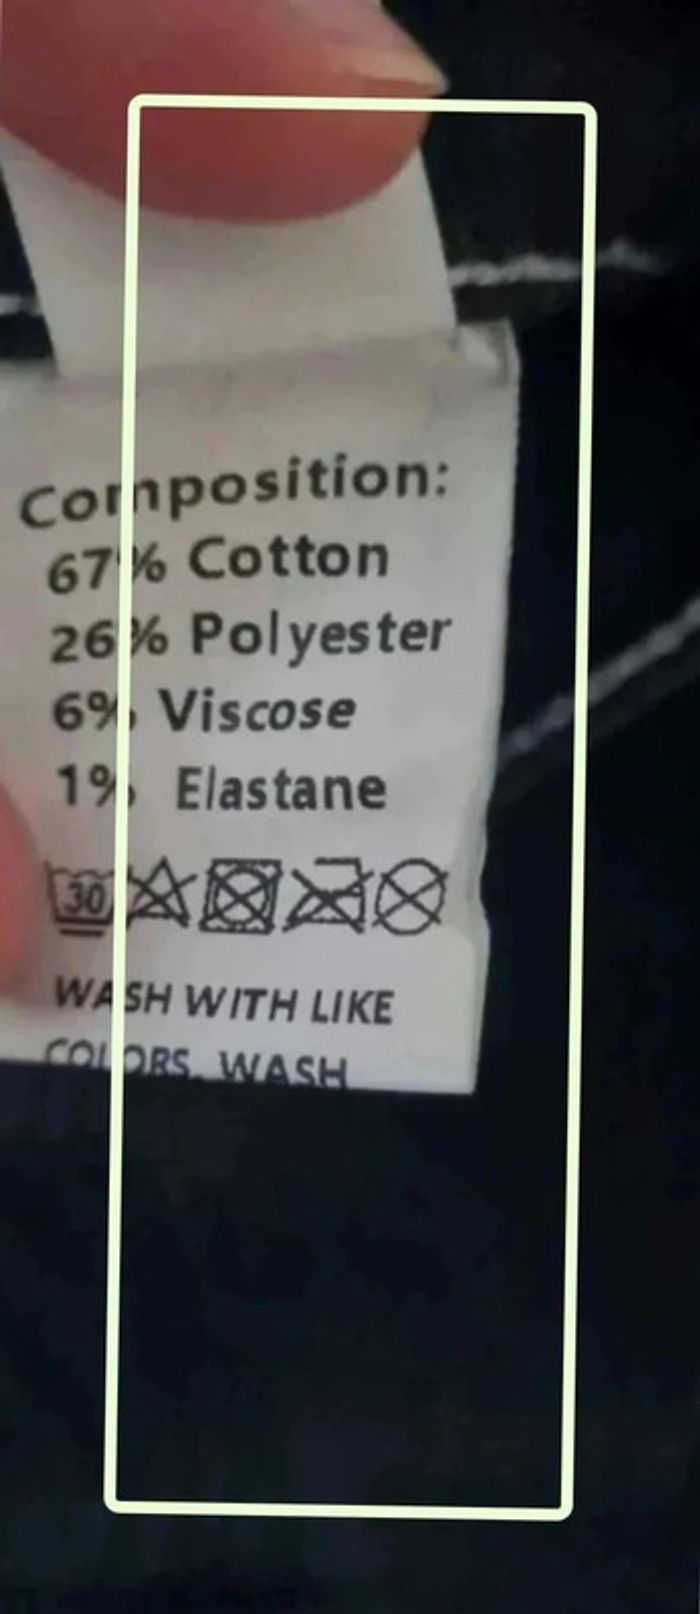 Composition:
67% Cotton
26% Polyester
6% Viscose
1% Elastane
30
WASH WITH LIKE
COLORS. WASH